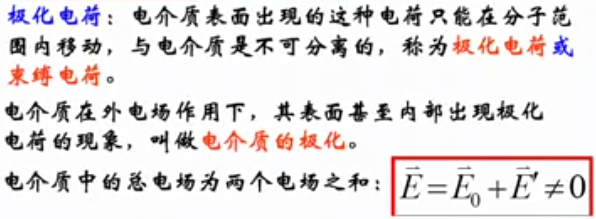 极化电荷：电介质表面出现的这种电荷只能在分子范
围内移动，与电介质是不可分离的，称为极化电荷或
束缚电荷。
电介质在外电场作用下，其表面甚至内部出现极化
电荷的现象，叫做电介质的极化。
电介质中的总电场为两个电场之和：$\vec{E}=\vec{E}_0+\vec{E}'\neq 0$